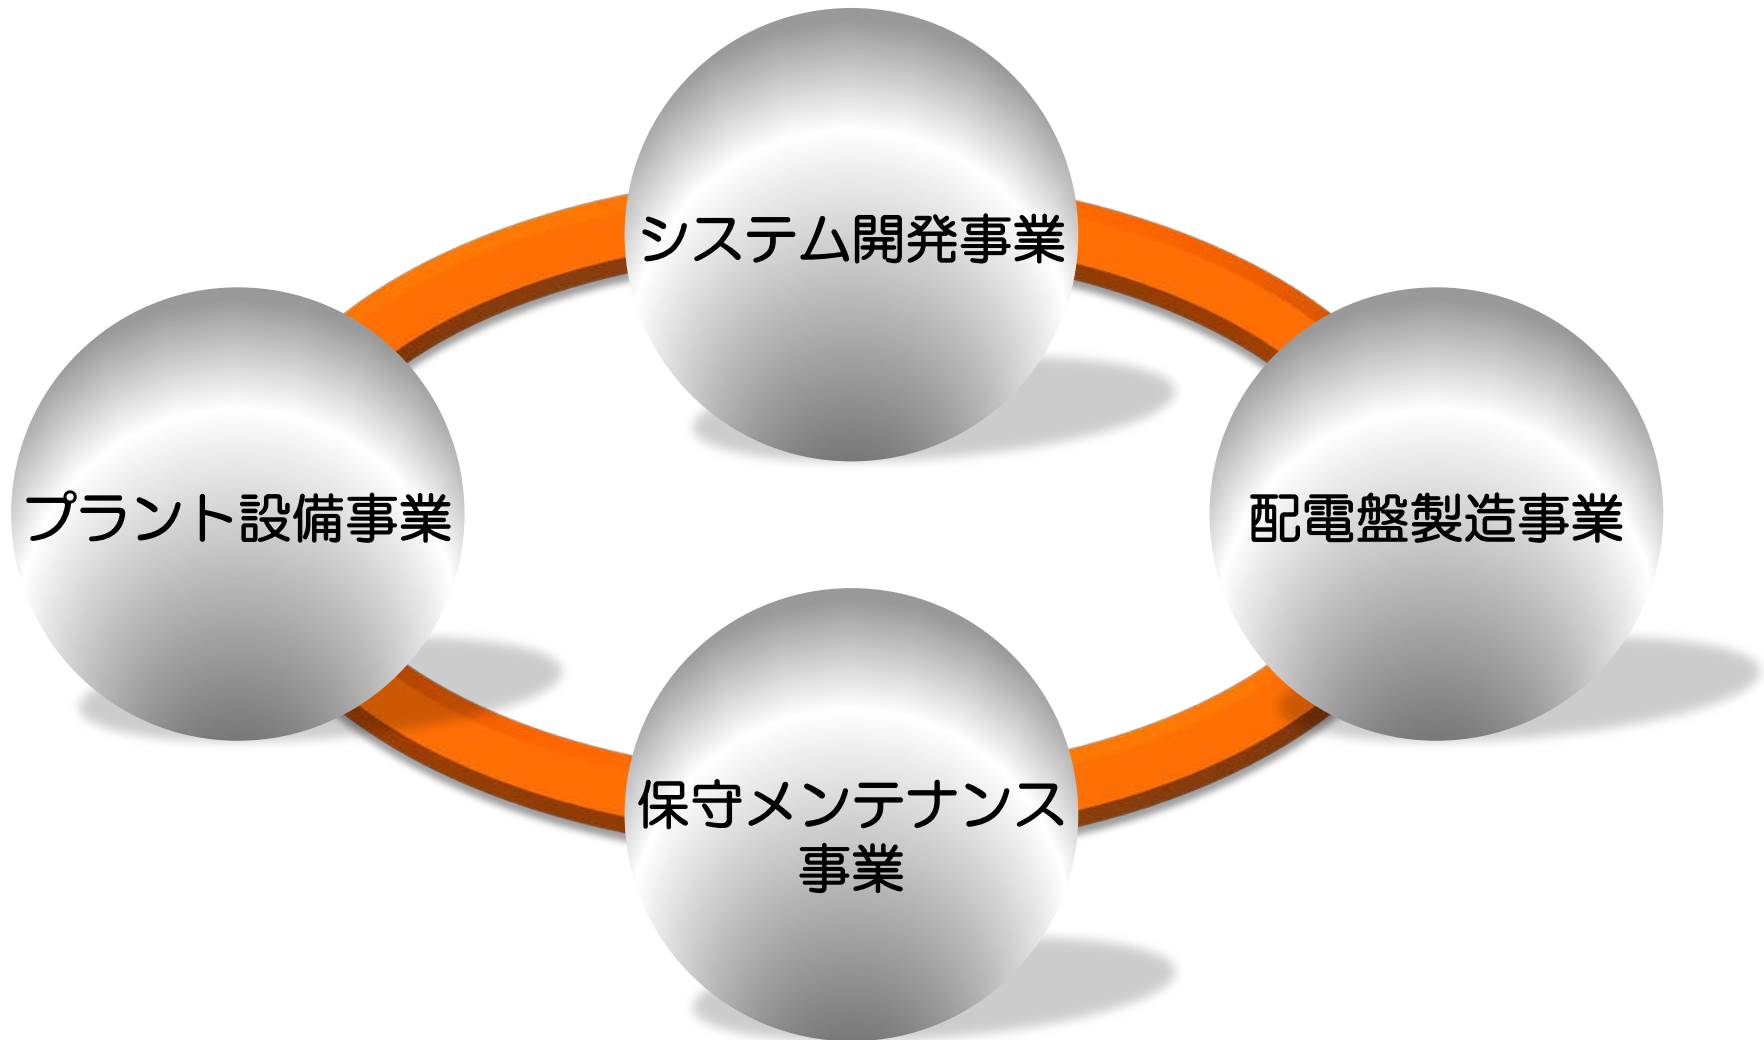 システム開発事業
プラント設備事業
配電盤製造事業
保守メンテナンス
事業